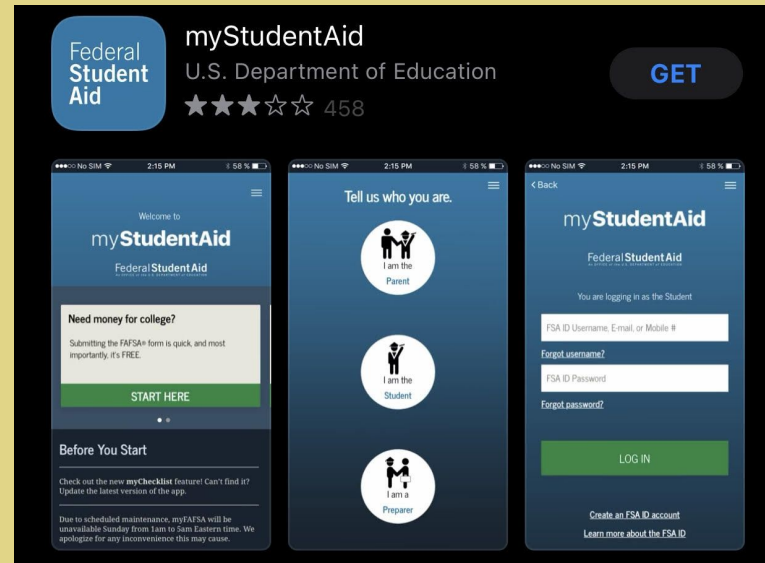 Federal
Student
Aid
myStudentAid
U.S. Department of Education
458
GET
No SIM 2:15 PM 58 %
Welcome to
myStudentAid
Federal Student Aid
Need money for college?
Submitting the FAFSA® form is quick, and most
importantly, it's FREE.
START HERE
Before You Start
Check out the new myChecklist feature! Can't find it?
Update the latest version of the app.
Due to scheduled maintenance, myFAFSA will be
unavailable Sunday from 1am to 5am Eastern time. We
apologize for any inconvenience this may cause.
No SIM 2:15 PM 58 %
Tell us who you are.
I am the
Parent
I am the
Student
I am a
Preparer
No SIM 2:15 PM 58 %
Back
myStudentAid
Federal Student Aid
An OFFICE of the U.S. DEPARTMENT of EDUCATION
You are logging in as the Student
FSA ID Username, E-mail, or Mobile #
Forgot username?
FSA ID Password
Forgot password?
LOG IN
Create an FSA ID account
Learn more about the FSA ID